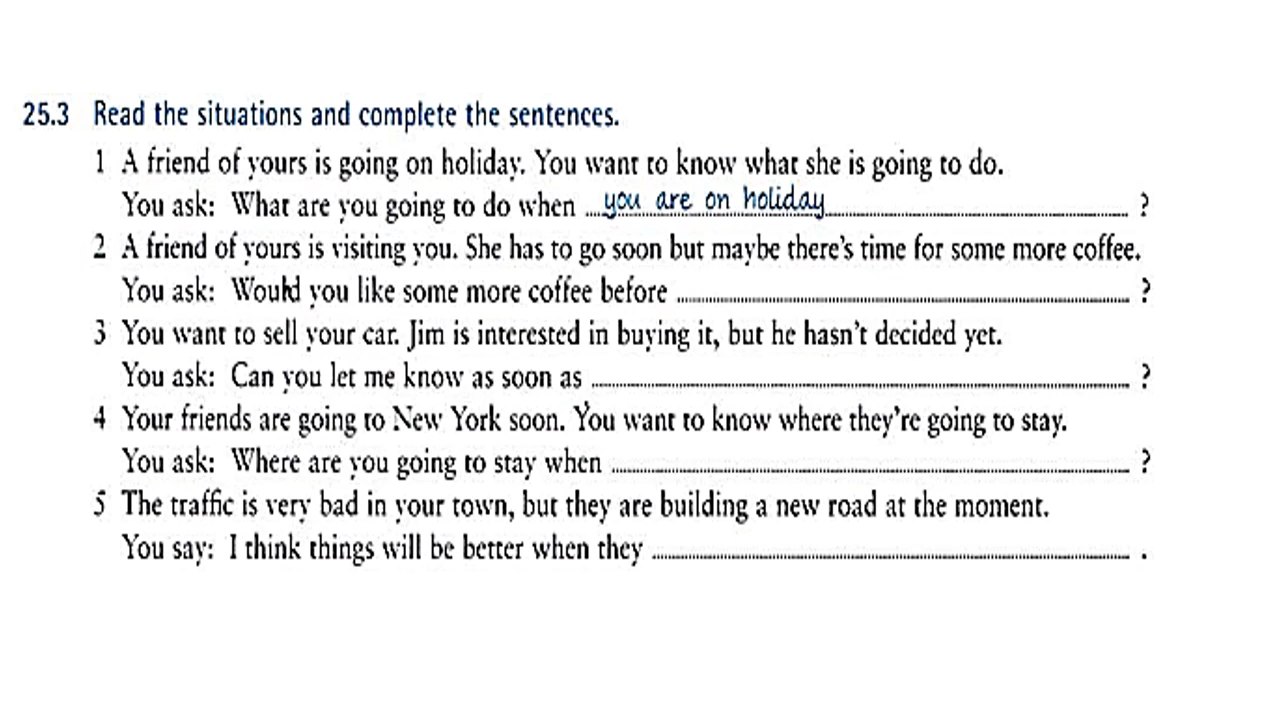 25.3 Read the situations and complete the sentences.
1 A friend of yours is going on holiday. You want to know what she is going to do.
You ask: What are you going to do when you are on holiday ?
2 A friend of yours is visiting you. She has to go soon but maybe there's time for some more coffee.
You ask: Would you like some more coffee before ?
3 You want to sell your car. Jim is interested in buying it, but he hasn't decided yet.
You ask: Can you let me know as soon as ?
4 Your friends are going to New York soon. You want to know where they're going to stay.
You ask: Where are you going to stay when ?
5 The traffic is very bad in your town, but they are building a new road at the moment.
You say: I think things will be better when they .